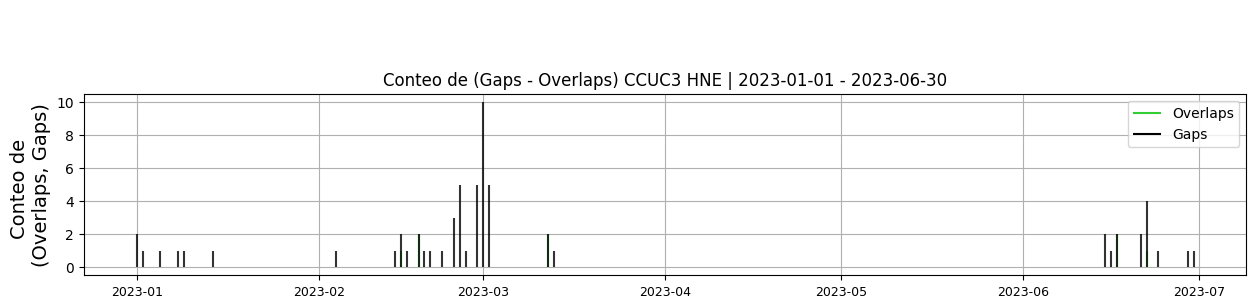 Conteo de (Gaps - Overlaps) CCUC3 HNE | 2023-01-01 - 2023-06-30
Conteo de
(Overlaps, Gaps)
10
8
6
4
2
0
Overlaps
Gaps
2023-01
2023-02
2023-03
2023-04
2023-05
2023-06
2023-07